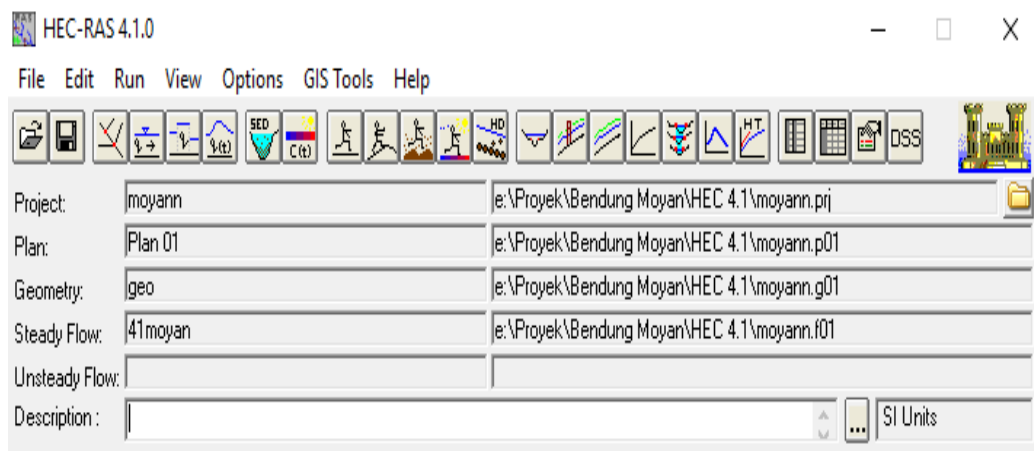 HEC-RAS 4.1.0
File Edit Run View Options GIS Tools Help
SED C(t) HD HT DSS
Project: moyann e:\Proyek\Bendung Moyan\HEC 4.1\moyann.prj
Plan: Plan 01 e:\Proyek\Bendung Moyan\HEC 4.1\moyann.p01
Geometry: geo e:\Proyek\Bendung Moyan\HEC 4.1\moyann.g01
Steady Flow: 41moyan e:\Proyek\Bendung Moyan\HEC 4.1\moyann.f01
Unsteady Flow:
Description : ... SI Units